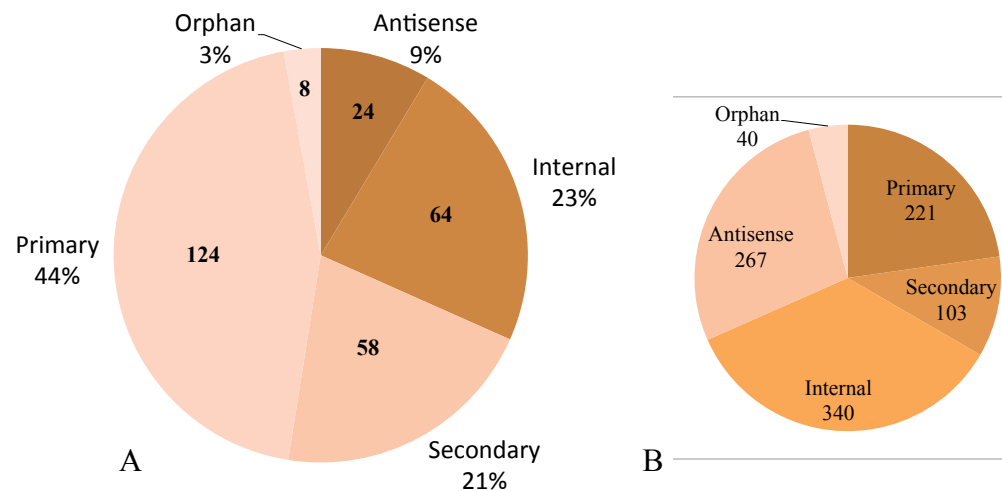 Orphan
3%
8
Antisense
9%
24
Internal
23%
64
Primary
44%
124
58
Secondary
21%
A
Orphan
40
Primary
221
Antisense
267
Secondary
103
Internal
340
B